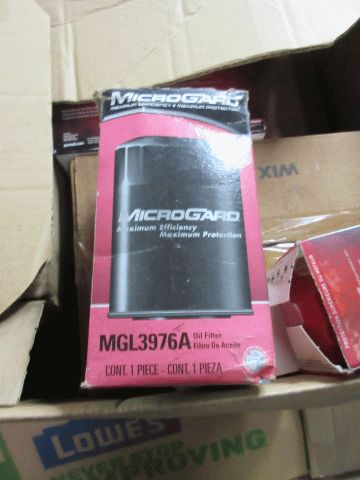 MICROGARD
MAXIMUM EFFICIENCY & MAXIMUM PROTECTION
MICROGARD
Maximum Efficiency
Maximum Protection
MGL3976A
Oil Filter
Filtro De Aceite
CONT. 1 PIECE - CONT. 1 PIEZA
WIX
LOWE'S
NEVER STOP
IMPROVING